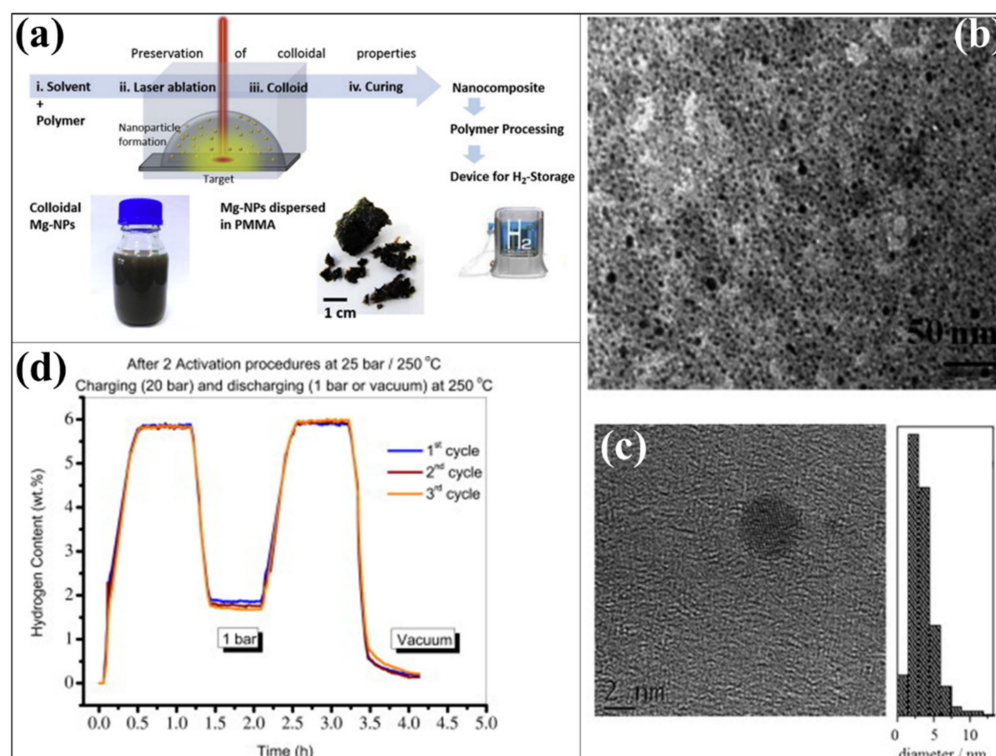 (a)
Preservation of colloidal properties
i. Solvent
+
Polymer
ii. Laser ablation
iii. Colloid
iv. Curing
Nanocomposite
Nanoparticle
formation
Target
Polymer Processing
Device for H₂-Storage
Colloidal
Mg-NPs
Mg-NPs dispersed
in PMMA
H2
1 cm
(b)
50 nm
(d)
After 2 Activation procedures at 25 bar / 250 °C
Charging (20 bar) and discharging (1 bar or vacuum) at 250 °C
Hydrogen Content (wt.%)
6
5
4
3
2
1
0
1st cycle
2nd cycle
3rd cycle
1 bar
Vacuum
0.0 0.5 1.0 1.5 2.0 2.5 3.0 3.5 4.0 4.5 5.0
Time (h)
(c)
2 nm
0 5 10
diameter / nm